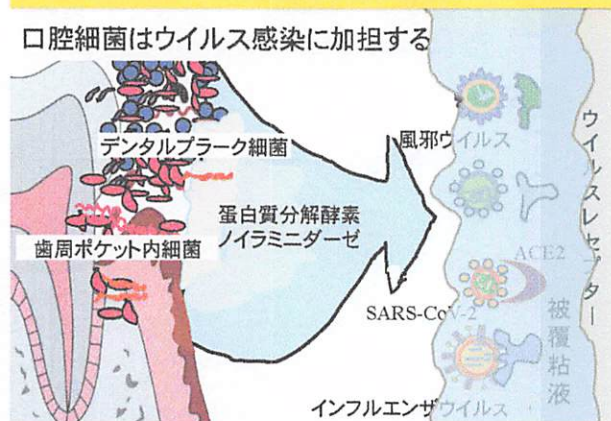 口腔細菌はウイルス感染に加担する
デンタルプラーク細菌
歯周ポケット内細菌
蛋白質分解酵素
ノイラミニダーゼ
風邪ウイルス
ACE2
SARS-CoV-2
インフルエンザウイルス
ウイルスレセプター
被覆粘液